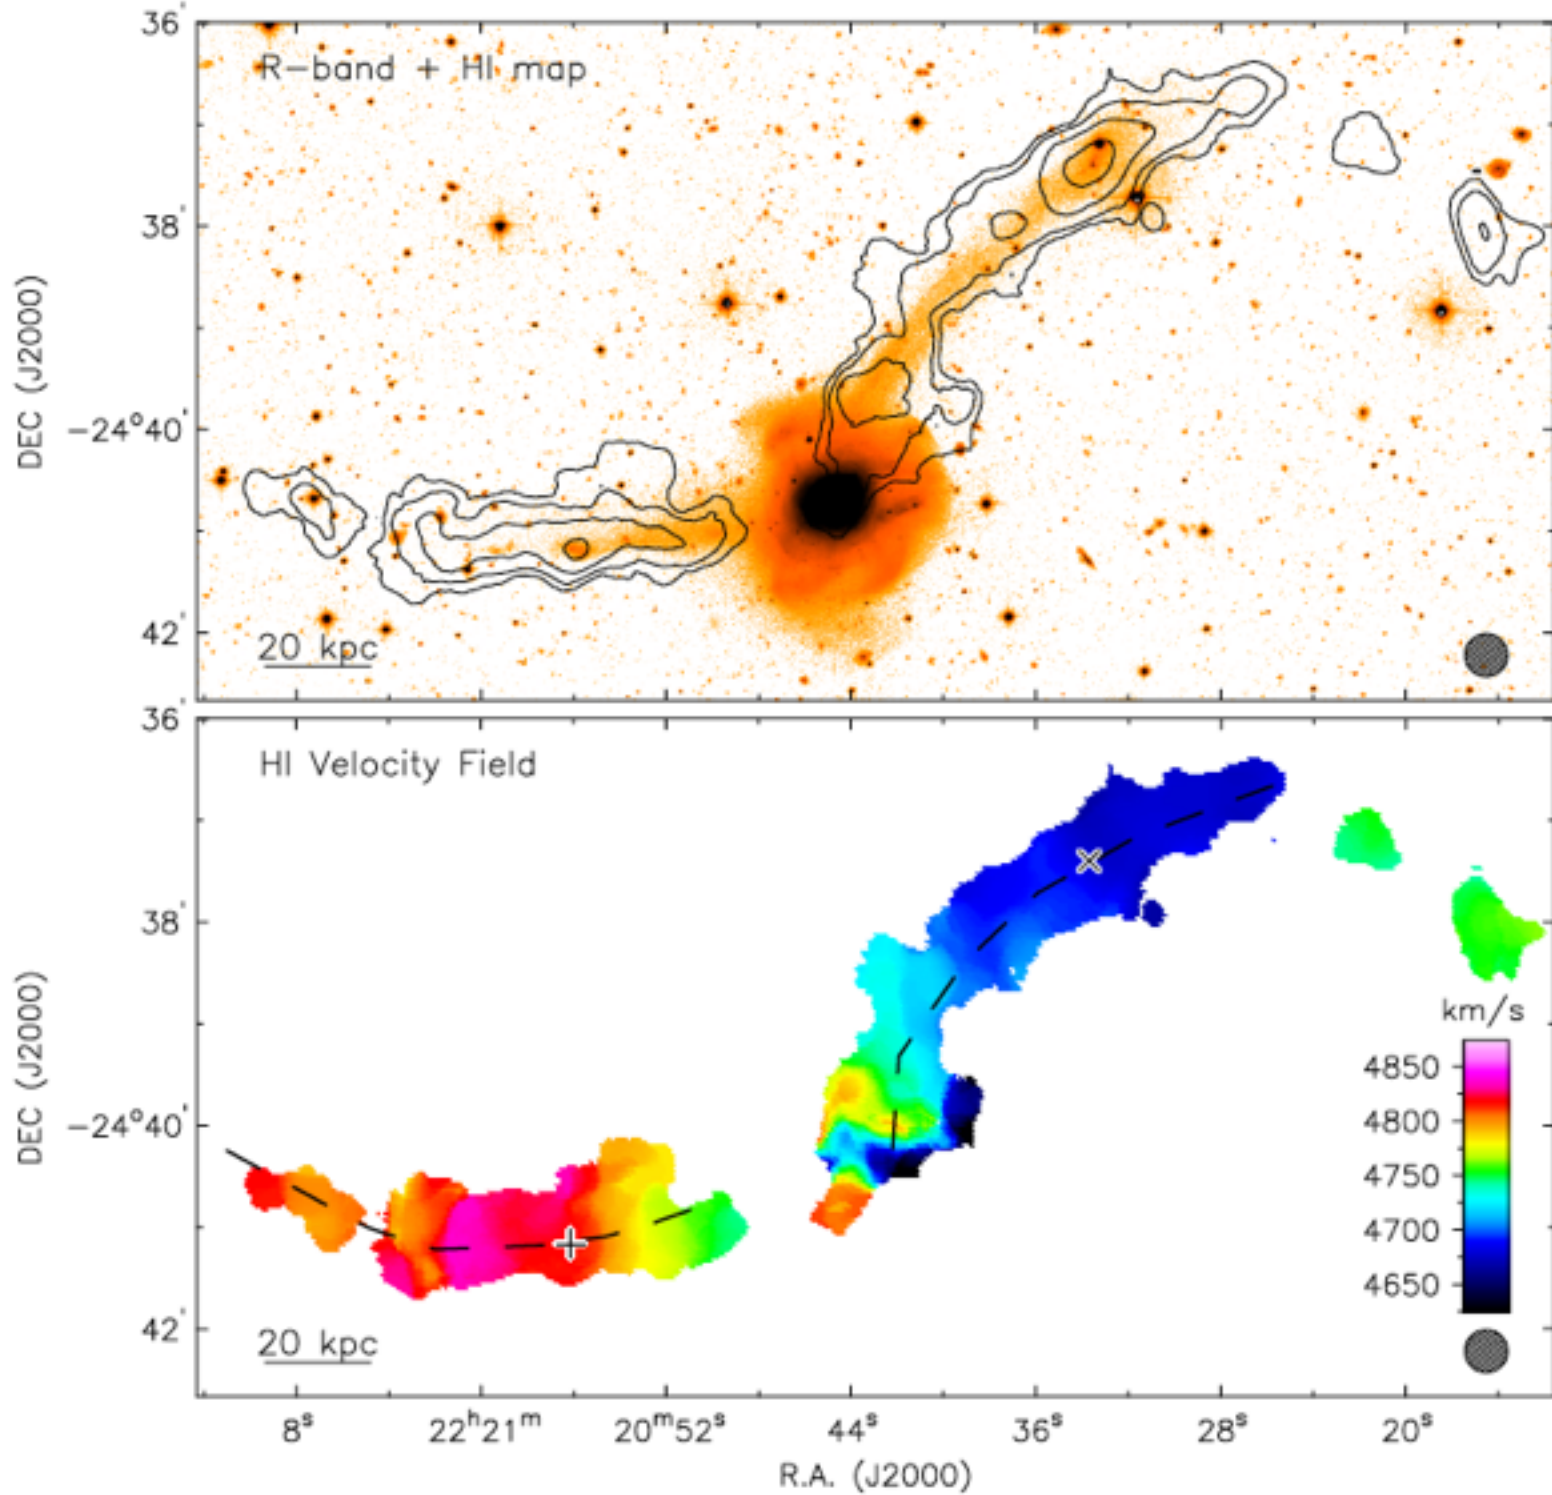 36'
R-band + HI map
38'
DEC (J2000)
-24°40'
42'
20 kpc
36'
HI Velocity Field
38'
km/s
4850
4800
4750
4700
4650
DEC (J2000)
-24°40'
42'
20 kpc
8ˢ 22ʰ21ᵐ 20ᵐ52ˢ 44ˢ 36ˢ 28ˢ 20ˢ
R.A. (J2000)